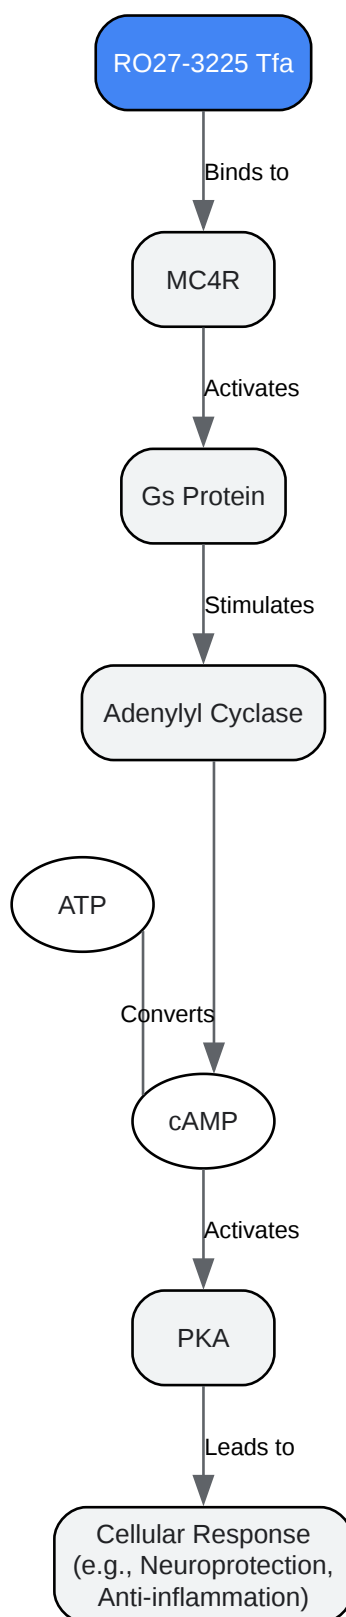 RO27-3225 Tfa
Binds to
MC4R
Activates
Gs Protein
Stimulates
Adenylyl Cyclase
ATP
Converts
cAMP
Activates
PKA
Leads to
Cellular Response
(e.g., Neuroprotection,
Anti-inflammation)